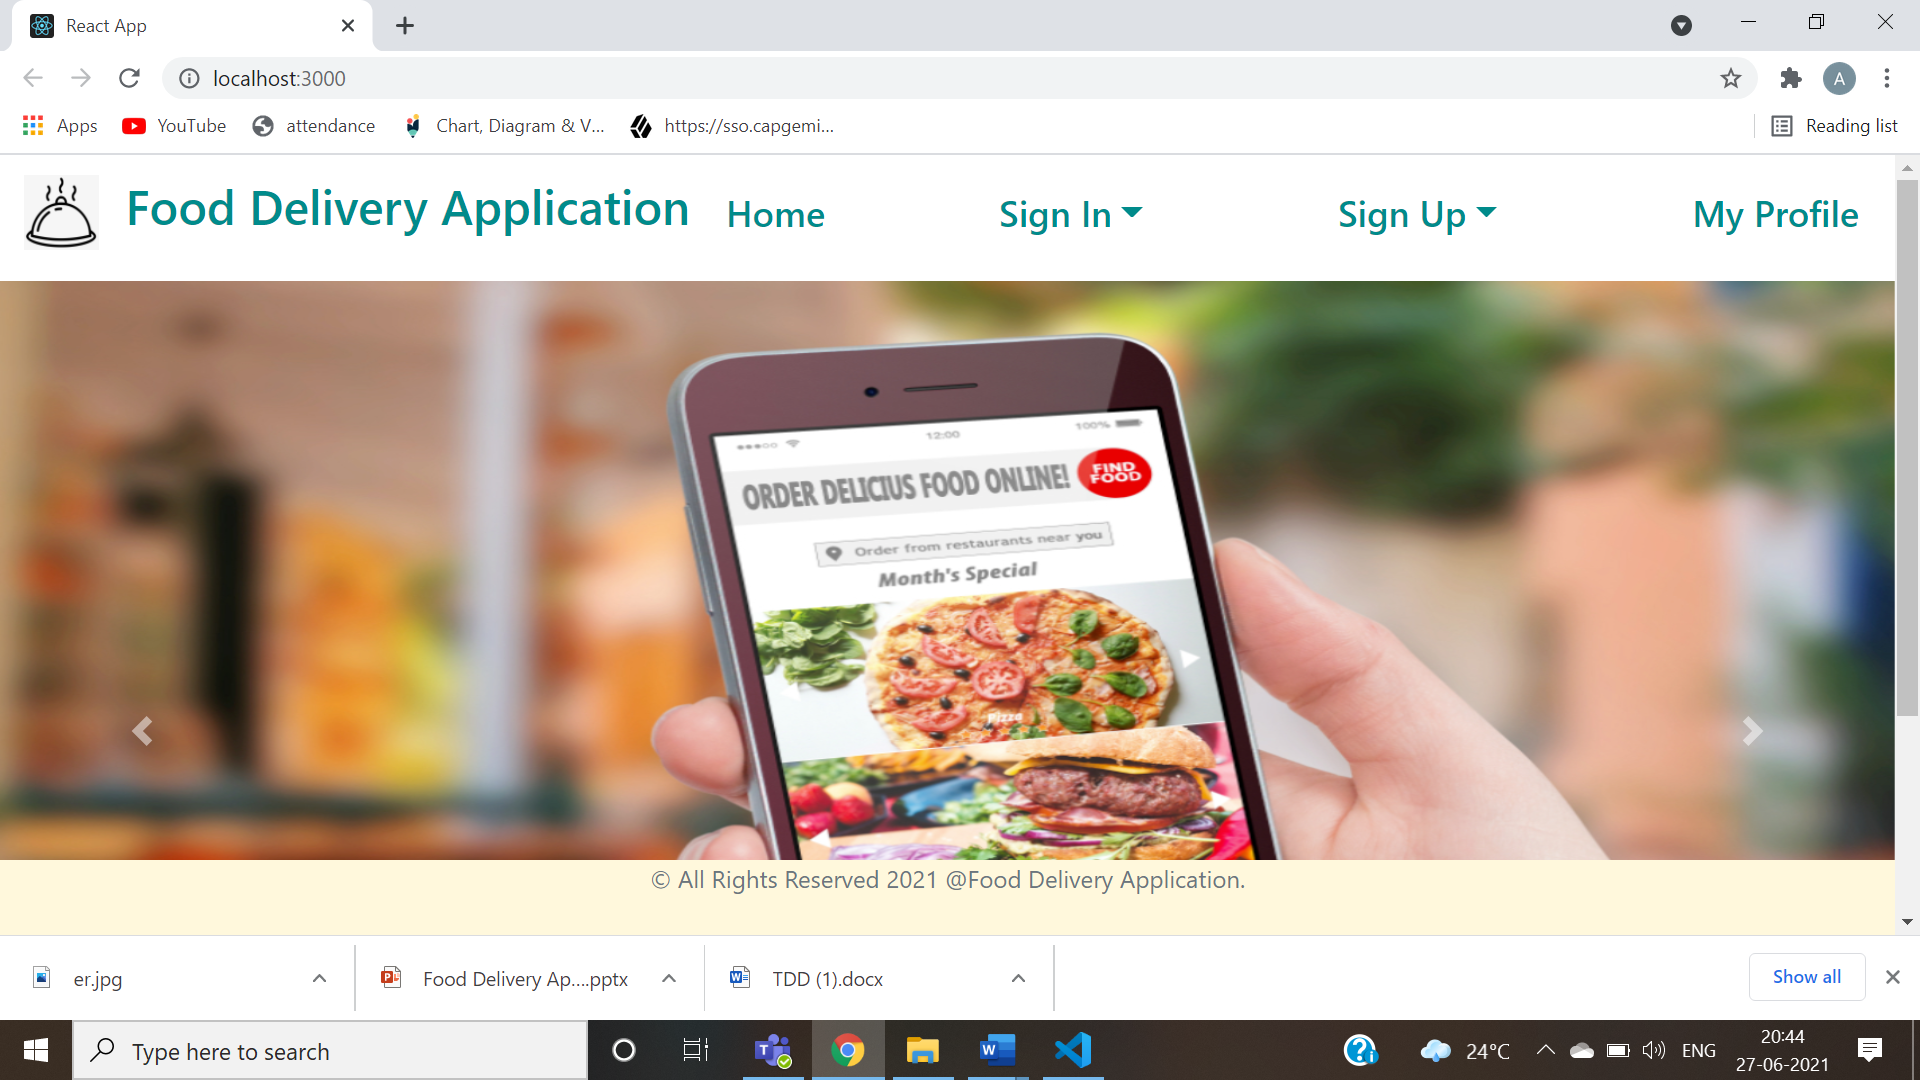 React App
localhost:3000
A
Apps
YouTube
attendance
Chart, Diagram & V...
https://sso.capgemi...
Reading list
Food Delivery Application
Home
Sign In
Sign Up
My Profile
12:00
100%
ORDER DELICIUS FOOD ONLINE!
FIND
FOOD
Order from restaurants near you
Month's Special
Pizza
© All Rights Reserved 2021 @Food Delivery Application.
er.jpg
Food Delivery Ap....pptx
TDD (1).docx
Show all
Type here to search
24°C
ENG
20:44
27-06-2021